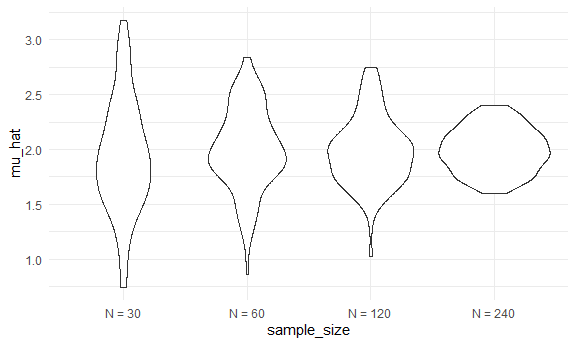 mu_hat
3.0
2.5
2.0
1.5
1.0
N = 30 N = 60 N = 120 N = 240
sample_size